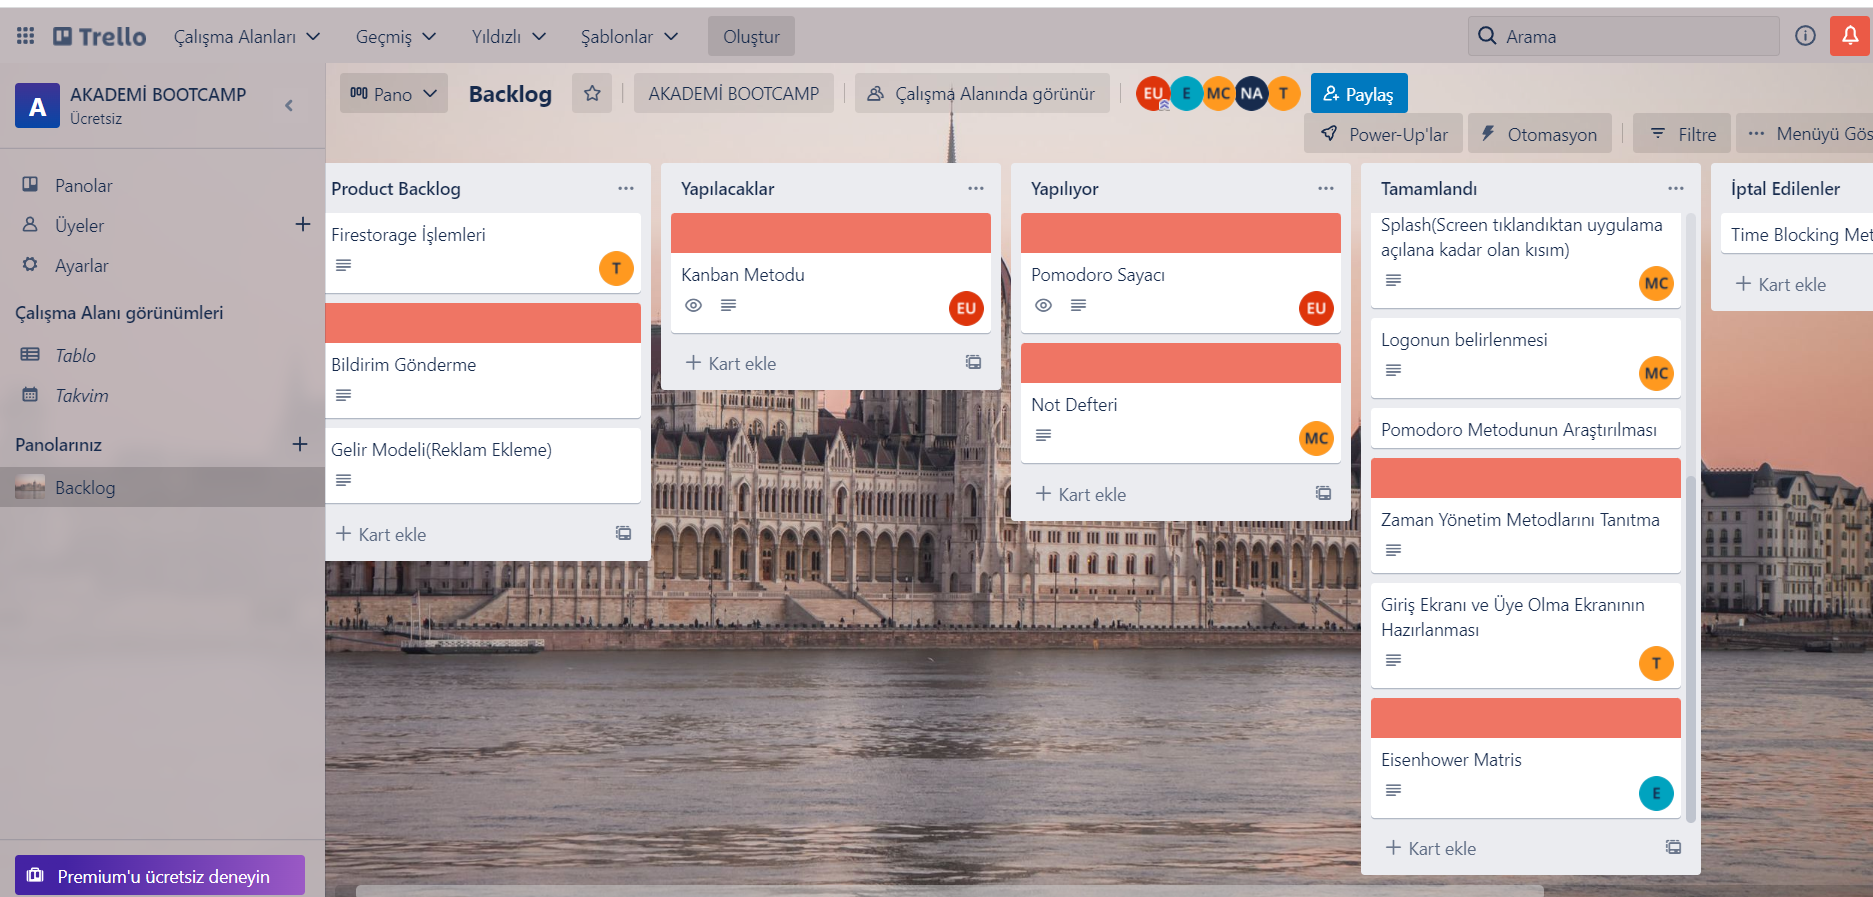 Trello
Çalışma Alanları
Geçmiş
Yıldızlı
Şablonlar
Oluştur
Arama
A
AKADEMİ BOOTCAMP
Ücretsiz
Pano
Backlog
AKADEMİ BOOTCAMP
Çalışma Alanında görünür
EU
E
MC
NA
T
Paylaş
Power-Up'lar
Otomasyon
Filtre
Menüyü Gös
Panolar
Üyeler
Ayarlar
Çalışma Alanı görünümleri
Tablo
Takvim
Panolarınız
Backlog
Premium'u ücretsiz deneyin
Product Backlog
Firestorage İşlemleri
T
Bildirim Gönderme
Gelir Modeli(Reklam Ekleme)
Kart ekle
Yapılacaklar
Kanban Metodu
EU
Kart ekle
Yapılıyor
Pomodoro Sayacı
EU
Not Defteri
MC
Kart ekle
Tamamlandı
Splash(Screen tıklandıktan uygulama
açılana kadar olan kısım)
MC
Logonun belirlenmesi
MC
Pomodoro Metodunun Araştırılması
Zaman Yönetim Metodlarını Tanıtma
Giriş Ekranı ve Üye Olma Ekranının
Hazırlanması
T
Eisenhower Matris
E
Kart ekle
İptal Edilenler
Time Blocking Met
Kart ekle